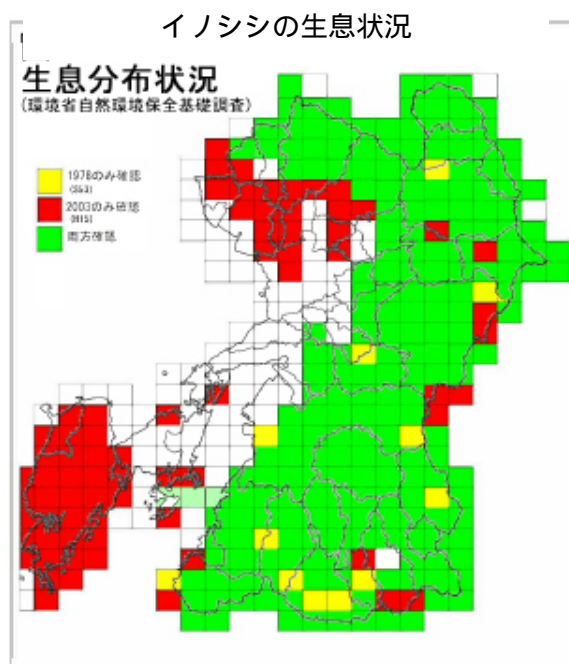 イノシシの生息状況
生息分布状況
(環境省自然環境保全基礎調査)
1978のみ確認
(S53)
2003のみ確認
(H15)
両方確認